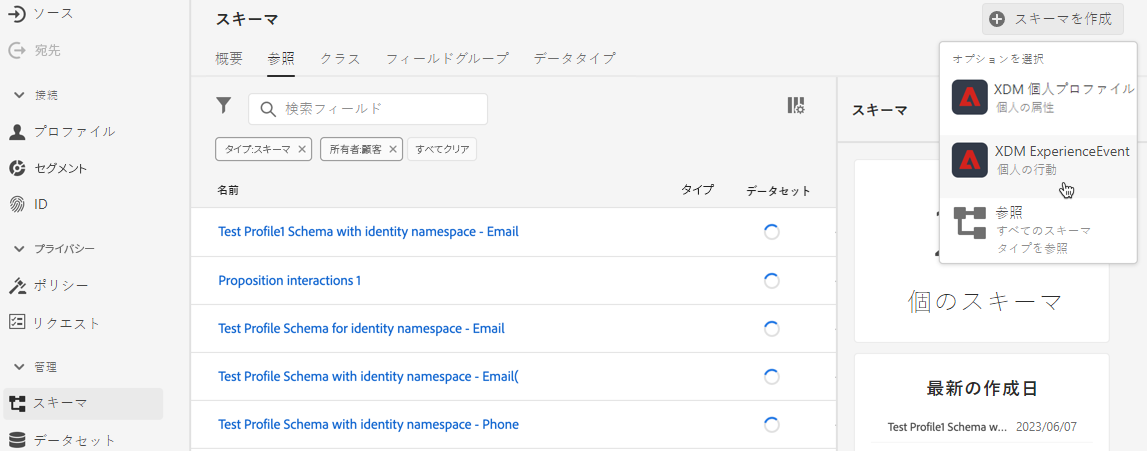 ソース
宛先
接続
プロファイル
セグメント
ID
プライバシー
ポリシー
リクエスト
管理
スキーマ
データセット
スキーマ
スキーマを作成
概要 参照 クラス フィールドグループ データタイプ
検索フィールド
タイプ:スキーマ × 所有者:顧客 × すべてクリア
名前 タイプ データセット
Test Profile1 Schema with identity namespace - Email
Proposition interactions 1
Test Profile Schema for identity namespace - Email
Test Profile Schema with identity namespace - Email(
Test Profile Schema with identity namespace - Phone
スキーマ
オプションを選択
XDM 個人プロファイル
個人の属性
XDM ExperienceEvent
個人の行動
参照
すべてのスキーマ
タイプを参照
個のスキーマ
最新の作成日
Test Profile1 Schema w... 2023/06/07